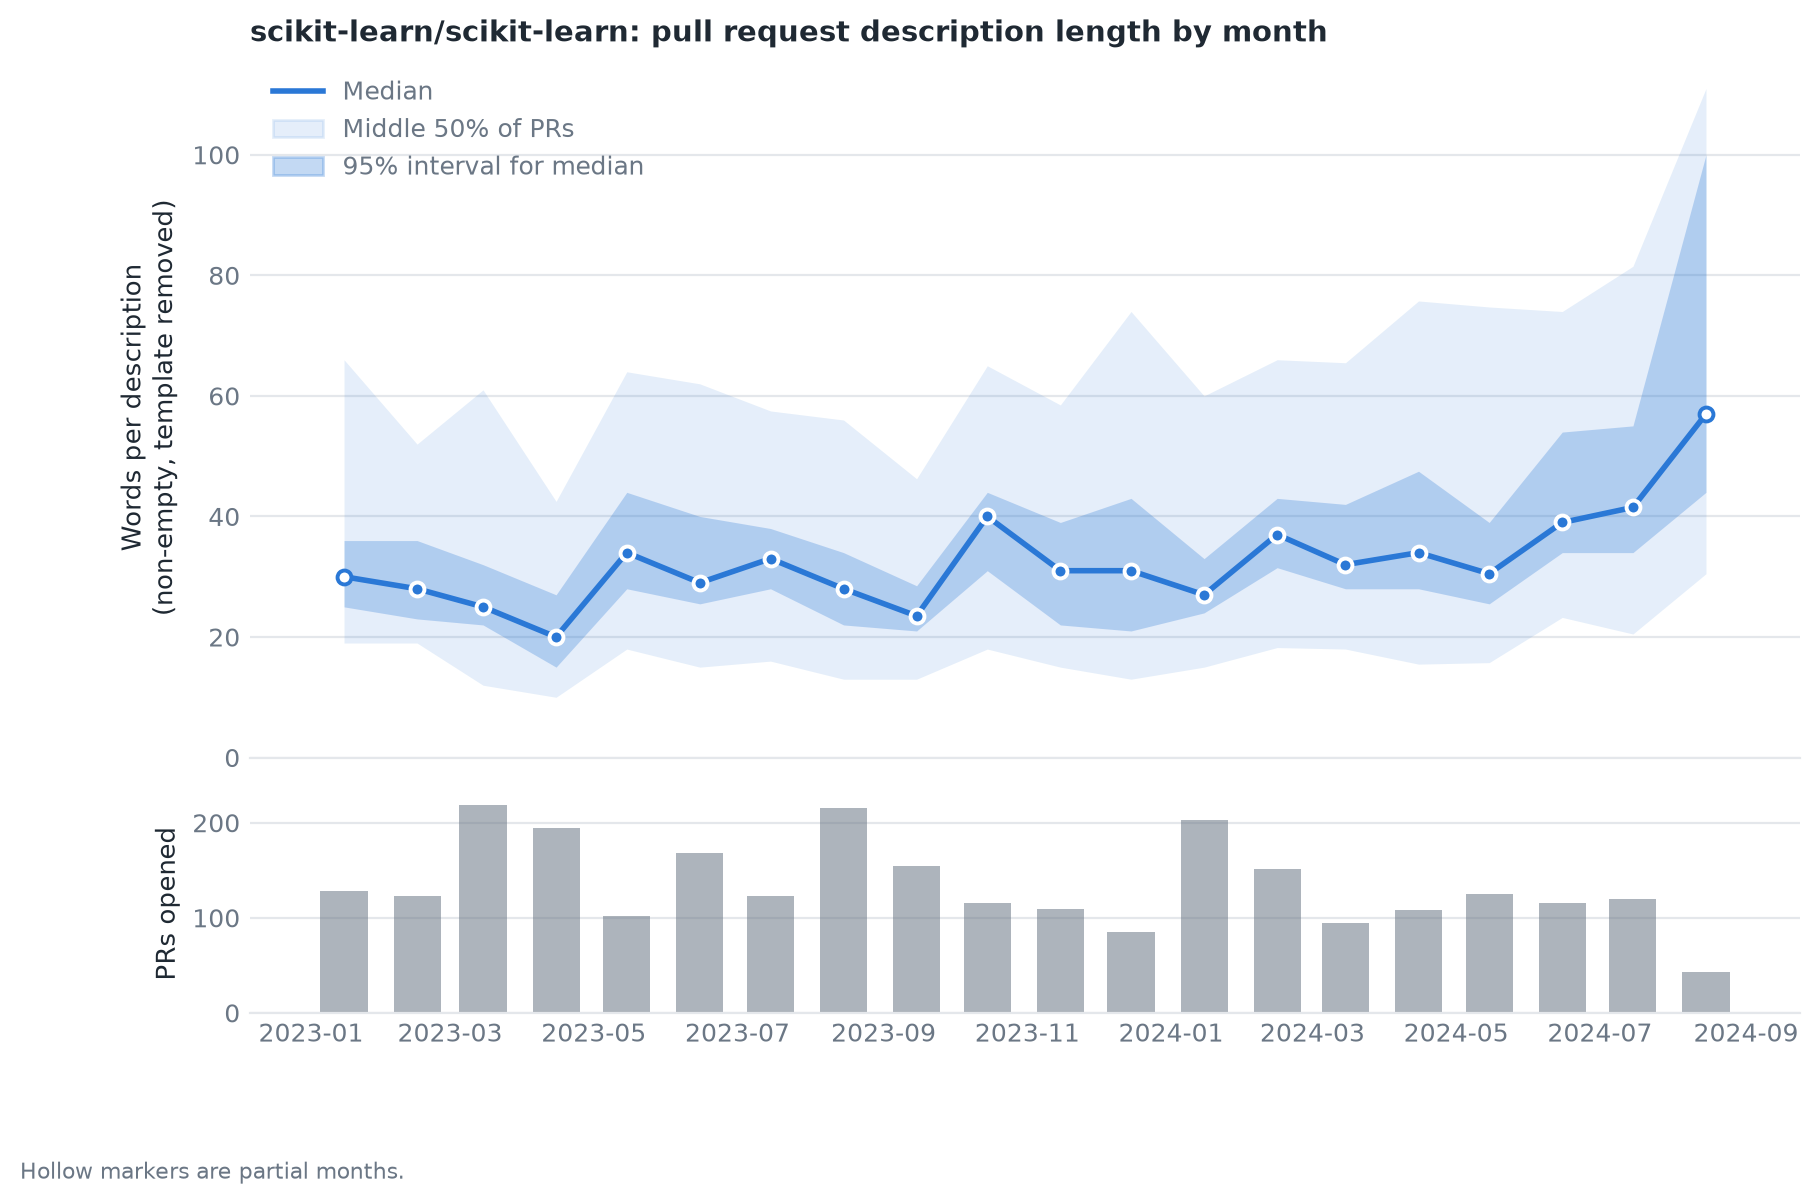 scikit-learn/scikit-learn: pull request description length by month
Median
Middle 50% of PRs
95% interval for median
Words per description
(non-empty, template removed)
100
80
60
40
20
0
PRs opened
200
100
0
2023-01 2023-03 2023-05 2023-07 2023-09 2023-11 2024-01 2024-03 2024-05 2024-07 2024-09
Hollow markers are partial months.